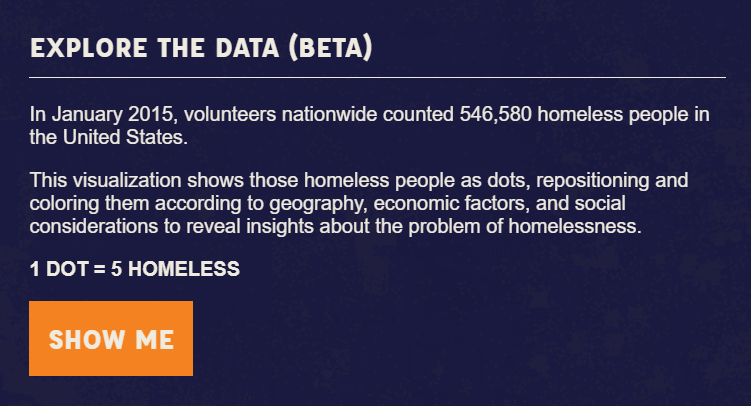 EXPLORE THE DATA (BETA)
In January 2015, volunteers nationwide counted 546,580 homeless people in
the United States.
This visualization shows those homeless people as dots, repositioning and
coloring them according to geography, economic factors, and social
considerations to reveal insights about the problem of homelessness.
1 DOT = 5 HOMELESS
SHOW ME